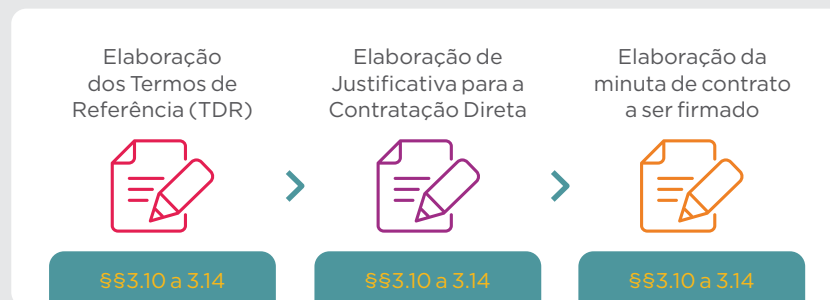 Elaboração
dos Termos de
Referência (TDR)
Elaboração de
Justificativa para a
Contratação Direta
Elaboração da
minuta de contrato
a ser firmado
§§3.10 a 3.14
§§3.10 a 3.14
§§3.10 a 3.14